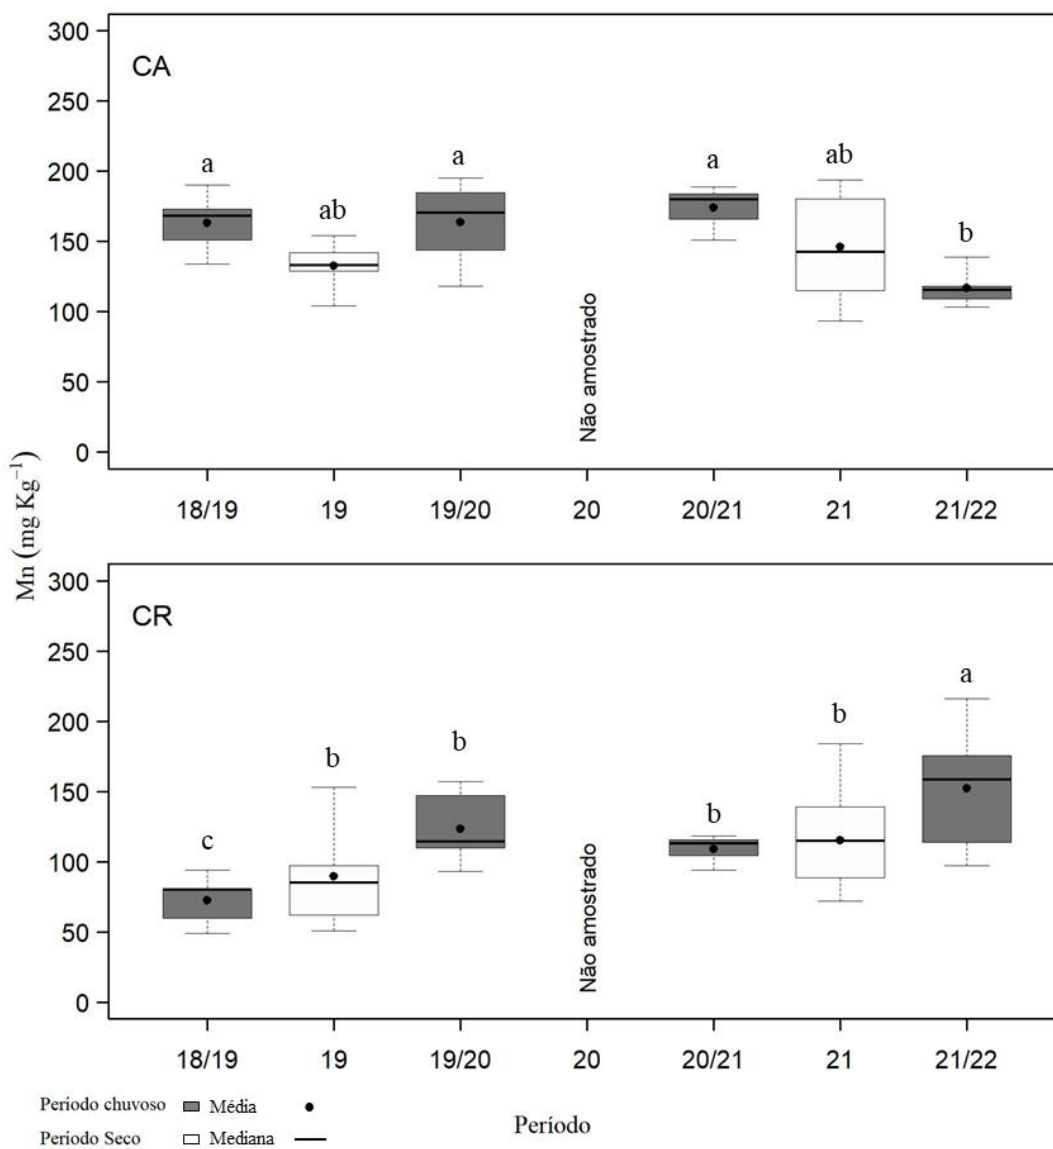 300
CA
250
200
a
ab
a
a
ab
b
150
100
50
0
Não amostrado
18/19 19 19/20 20 20/21 21 21/22
Mn (mg Kg⁻¹)
300
CR
250
200
c
b
b
b
b
a
150
100
50
0
Não amostrado
18/19 19 19/20 20 20/21 21 21/22
Período chuvoso Média
Período Seco Mediana
Período